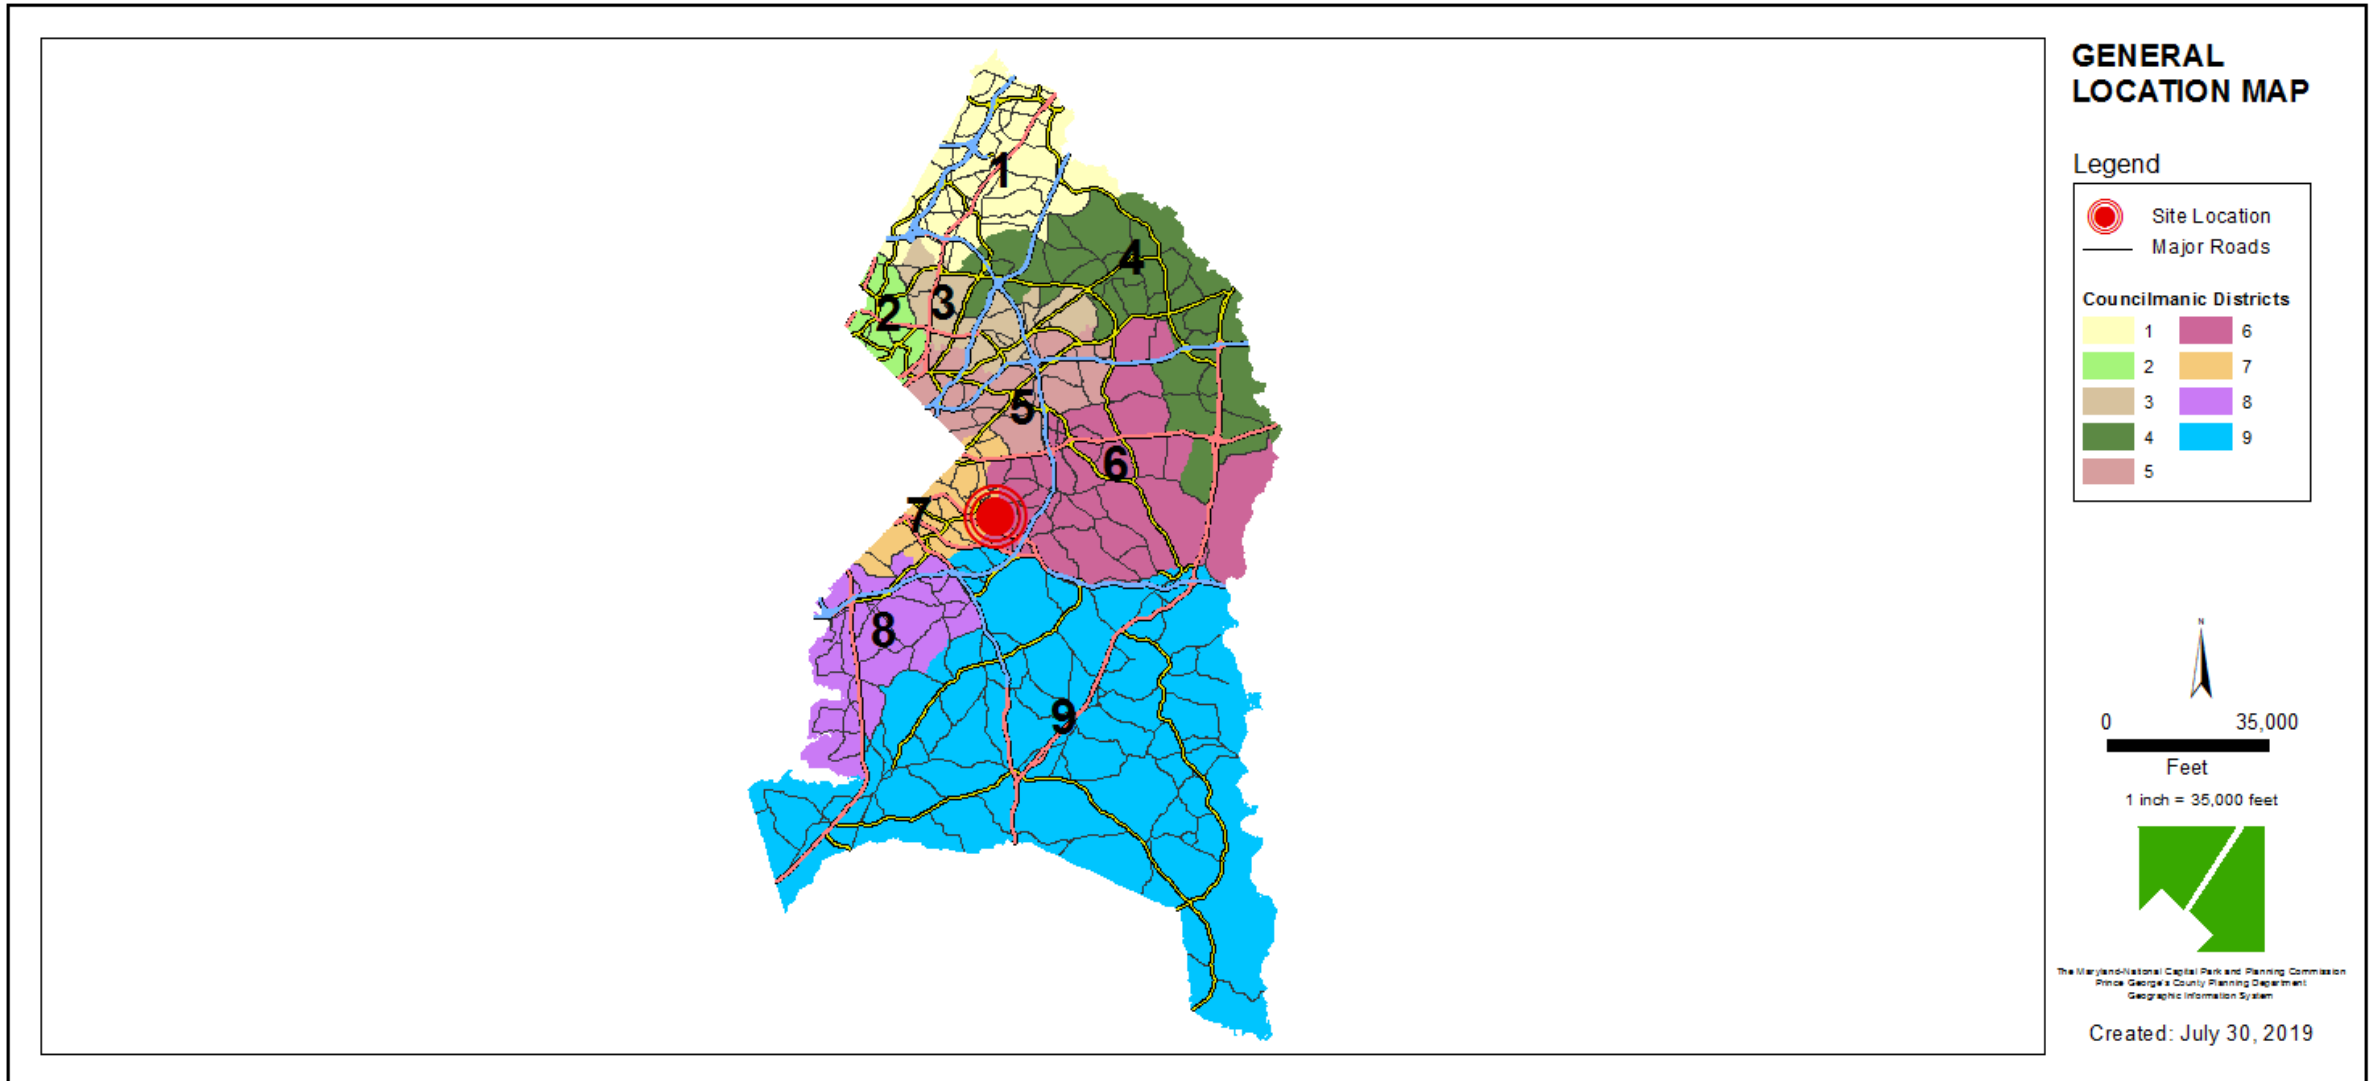 GENERAL
LOCATION MAP
Legend
Site Location
Major Roads
Councilmanic Districts
1 6
2 7
3 8
4 9
5
1
4
2
3
5
6
7
8
9
N
0 35,000
Feet
1 inch = 35,000 feet
The Maryland-National Capital Park and Planning Commission
Prince George's County Planning Department
Geographic Information System
Created: July 30, 2019